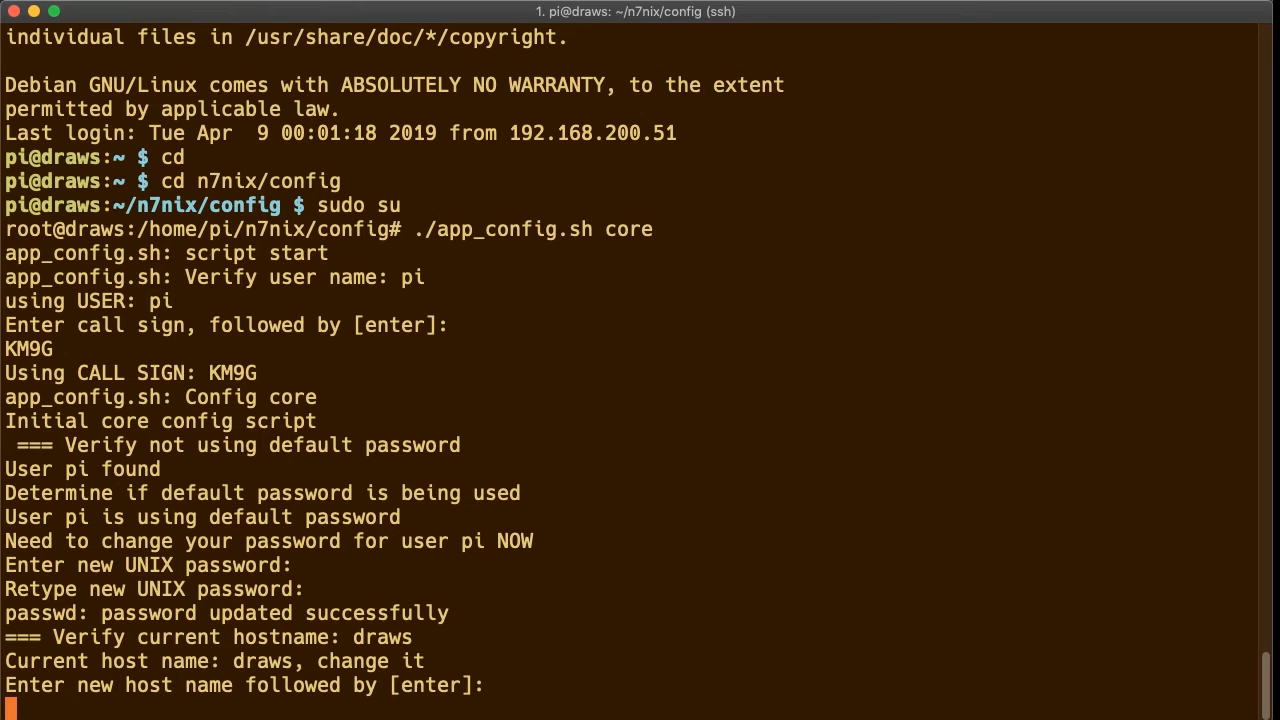 1. pi@draws: ~/n7nix/config (ssh)
individual files in /usr/share/doc/*/copyright.
Debian GNU/Linux comes with ABSOLUTELY NO WARRANTY, to the extent
permitted by applicable law.
Last login: Tue Apr  9 00:01:18 2019 from 192.168.200.51
pi@draws:~ $ cd
pi@draws:~ $ cd n7nix/config
pi@draws:~/n7nix/config $ sudo su
root@draws:/home/pi/n7nix/config# ./app_config.sh core
app_config.sh: script start
app_config.sh: Verify user name: pi
using USER: pi
Enter call sign, followed by [enter]:
KM9G
Using CALL SIGN: KM9G
app_config.sh: Config core
Initial core config script
=== Verify not using default password
User pi found
Determine if default password is being used
User pi is using default password
Need to change your password for user pi NOW
Enter new UNIX password:
Retype new UNIX password:
passwd: password updated successfully
=== Verify current hostname: draws
Current host name: draws, change it
Enter new host name followed by [enter]: